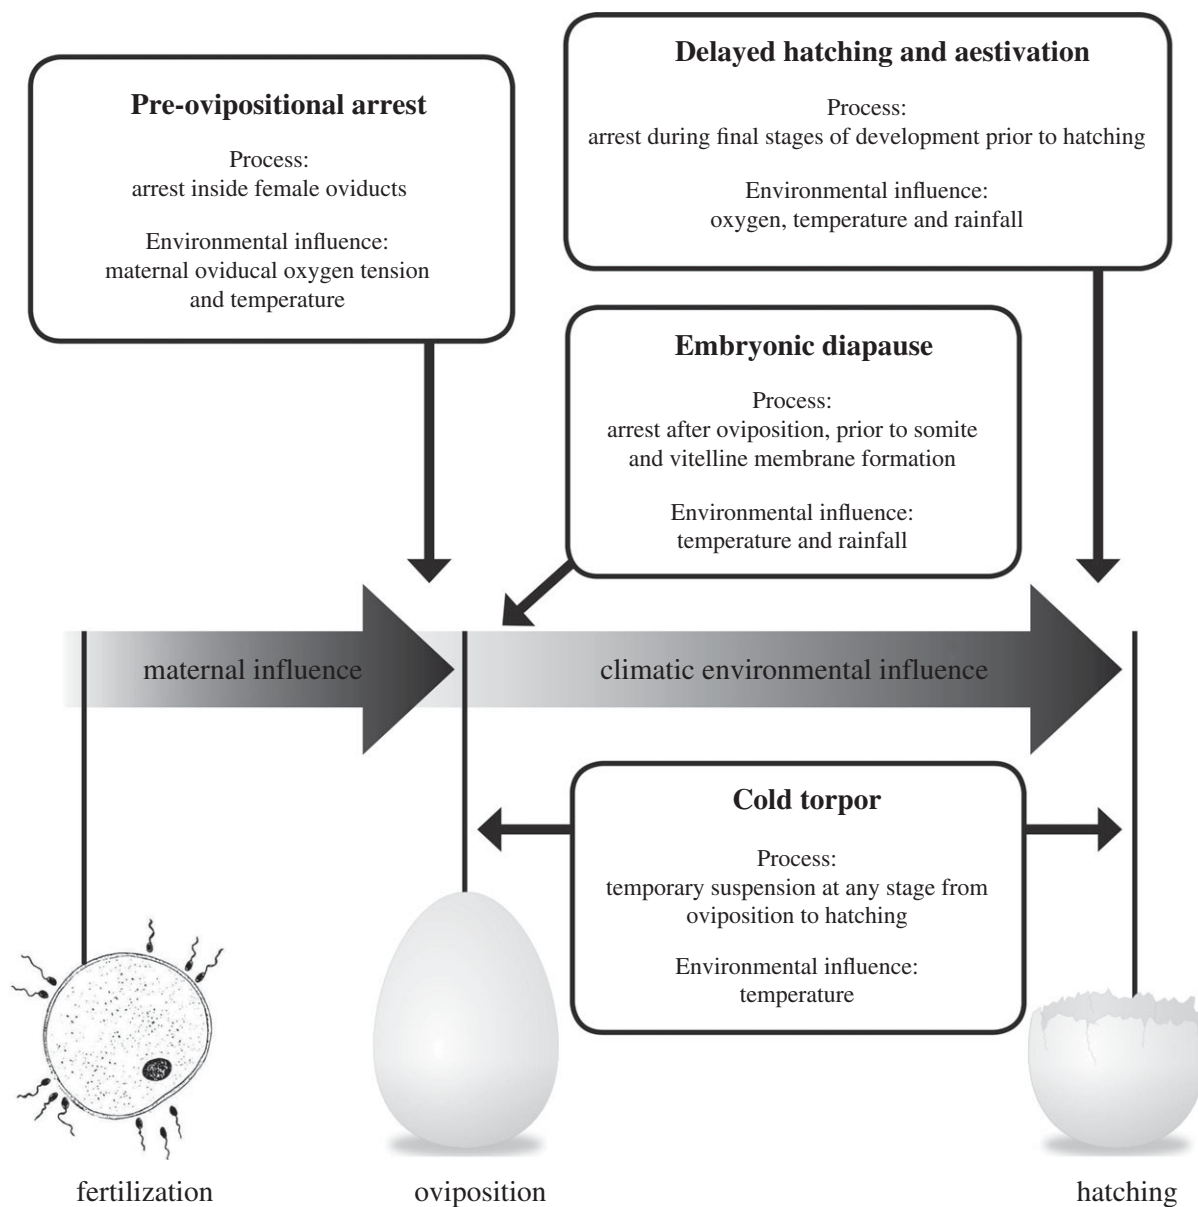 Pre-ovipositional arrest
Process:
arrest inside female oviducts
Environmental influence:
maternal oviducal oxygen tension
and temperature
Delayed hatching and aestivation
Process:
arrest during final stages of development prior to hatching
Environmental influence:
oxygen, temperature and rainfall
Embryonic diapause
Process:
arrest after oviposition, prior to somite
and vitelline membrane formation
Environmental influence:
temperature and rainfall
maternal influence
climatic environmental influence
Cold torpor
Process:
temporary suspension at any stage from
oviposition to hatching
Environmental influence:
temperature
fertilization
oviposition
hatching